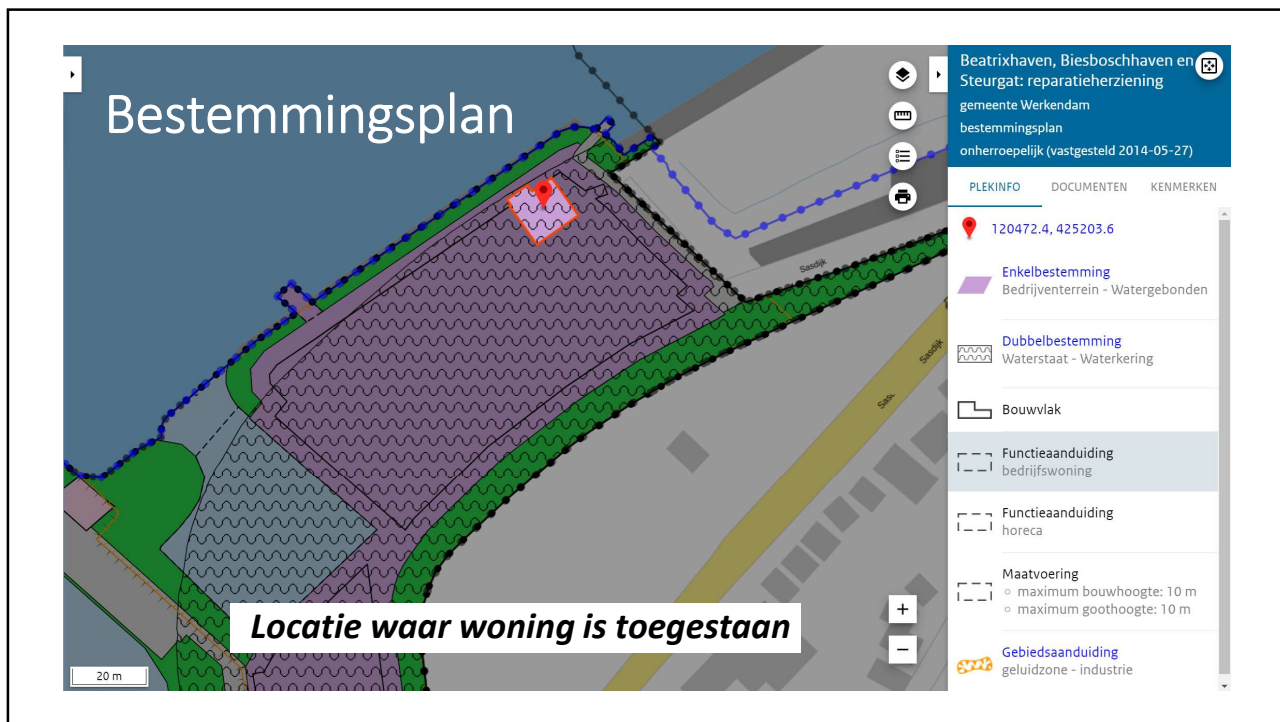 Bestemmingsplan
Sasdijk
Sasdijk
Sas
Locatie waar woning is toegestaan
20 m
+
−
Beatrixhaven, Biesboschhaven en
Steurgat: reparatieherziening
gemeente Werkendam
bestemmingsplan
onherroepelijk (vastgesteld 2014-05-27)
PLEKINFO DOCUMENTEN KENMERKEN
120472.4, 425203.6
Enkelbestemming
Bedrijventerrein - Watergebonden
Dubbelbestemming
Waterstaat - Waterkering
Bouwvlak
Functieaanduiding
bedrijfswoning
Functieaanduiding
horeca
Maatvoering
maximum bouwhoogte: 10 m
maximum goothoogte: 10 m
Gebiedsaanduiding
geluidzone - industrie